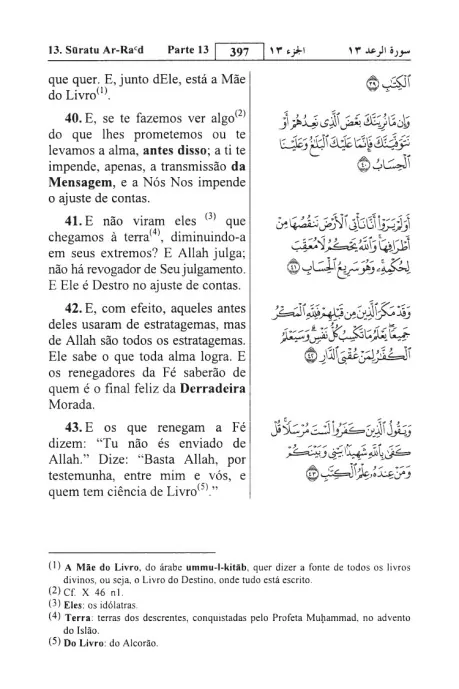 13. Sūratu Ar-Raᶜd Parte 13 397 الجزء ١٣ سورة الرعد ١٣
que quer. E, junto dEle, está a Mãe
do Livro(1).
40. E, se te fazemos ver algo(2)
do que lhes prometemos ou te
levamos a alma, antes disso; a ti te
impende, apenas, a transmissão da
Mensagem, e a Nós Nos impende
o ajuste de contas.
41. E não viram eles (3) que
chegamos à terra(4), diminuindo-a
em seus extremos? E Allah julga;
não há revogador de Seu julgamento.
E Ele é Destro no ajuste de contas.
42. E, com efeito, aqueles antes
deles usaram de estratagemas, mas
de Allah são todos os estratagemas.
Ele sabe o que toda alma logra. E
os renegadores da Fé saberão de
quem é o final feliz da Derradeira
Morada.
43. E os que renegam a Fé
dizem: “Tu não és enviado de
Allah.” Dize: “Basta Allah, por
testemunha, entre mim e vós, e
quem tem ciência de Livro(5).”
ٱلْكِتَٰبِ ٣٩
وَإِن مَّا نُرِيَنَّكَ بَعْضَ ٱلَّذِى نَعِدُهُمْ أَوْ
نَتَوَفَّيَنَّكَ فَإِنَّمَا عَلَيْكَ ٱلْبَلَٰغُ وَعَلَيْنَا
ٱلْحِسَابُ ٤٠
أَوَلَمْ يَرَوْا۟ أَنَّا نَأْتِى ٱلْأَرْضَ نَنقُصُهَا مِنْ
أَطْرَافِهَا ۚ وَٱللَّهُ يَحْكُمُ لَا مُعَقِّبَ
لِحُكْمِهِۦ ۚ وَهُوَ سَرِيعُ ٱلْحِسَابِ ٤١
وَقَدْ مَكَرَ ٱلَّذِينَ مِن قَبْلِهِمْ فَلِلَّهِ ٱلْمَكْرُ
جَمِيعًا ۖ يَعْلَمُ مَا تَكْسِبُ كُلُّ نَفْسٍ ۗ وَسَيَعْلَمُ
ٱلْكُفَّٰرُ لِمَنْ عُقْبَى ٱلدَّارِ ٤٢
وَيَقُولُ ٱلَّذِينَ كَفَرُوا۟ لَسْتَ مُرْسَلًا ۚ قُلْ
كَفَىٰ بِٱللَّهِ شَهِيدًۢا بَيْنِى وَبَيْنَكُمْ
وَمَنْ عِندَهُۥ عِلْمُ ٱلْكِتَٰبِ ٤٣
(1) A Mãe do Livro, do árabe ummu-l-kitāb, quer dizer a fonte de todos os livros
divinos, ou seja, o Livro do Destino, onde tudo está escrito.
(2) Cf. X 46 n1.
(3) Eles: os idólatras.
(4) Terra: terras dos descrentes, conquistadas pelo Profeta Muḥammad, no advento
do Islão.
(5) Do Livro: do Alcorão.